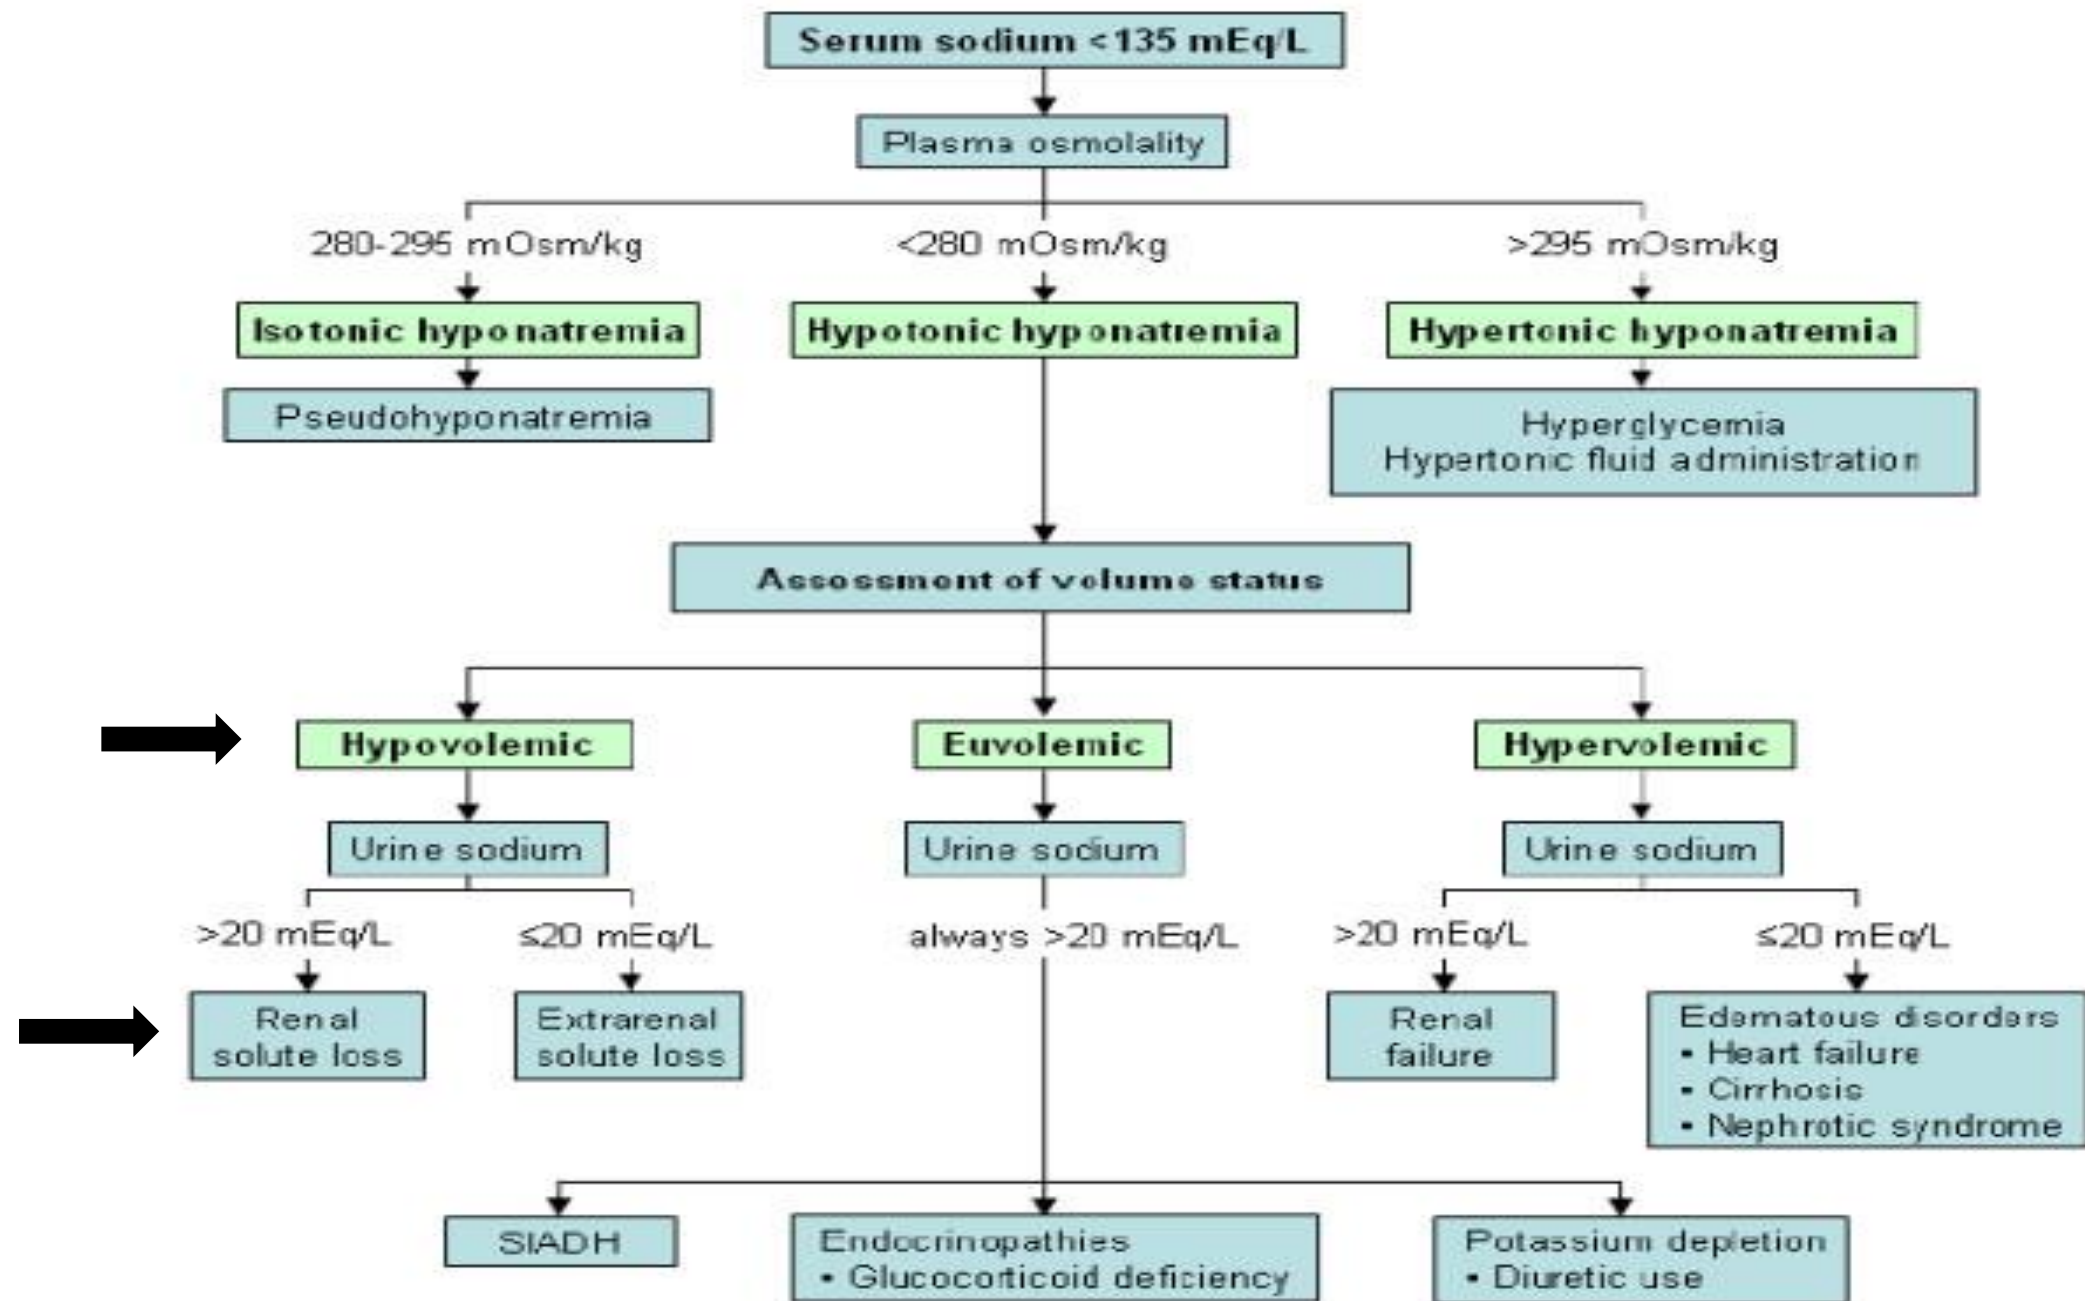 Serum sodium <135 mEq/L
Plasma osmolality
280-295 mOsm/kg
<280 mOsm/kg
>295 mOsm/kg
Isotonic hyponatremia
Hypotonic hyponatremia
Hypertonic hyponatremia
Pseudohyponatremia
Hyperglycemia
Hypertonic fluid administration
Assessment of volume status
Hypovolemic
Euvolemic
Hypervolemic
Urine sodium
Urine sodium
Urine sodium
>20 mEq/L
≤20 mEq/L
always >20 mEq/L
>20 mEq/L
≤20 mEq/L
Renal
solute loss
Extrarenal
solute loss
Renal
failure
Edematous disorders
▪ Heart failure
▪ Cirrhosis
▪ Nephrotic syndrome
SIADH
Endocrinopathies
▪ Glucocorticoid deficiency
Potassium depletion
▪ Diuretic use